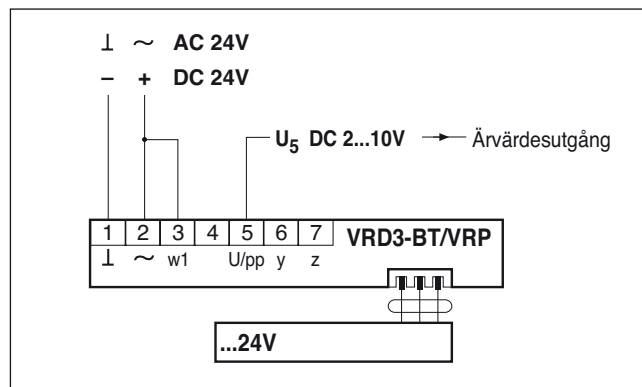 ⊥ ~ AC 24V
– + DC 24V
U5 DC 2...10V Ärvärdesutgång
1 2 3 4 5 6 7 VRD3-BT/VRP
⊥ ~ w1 U/pp y z
...24V